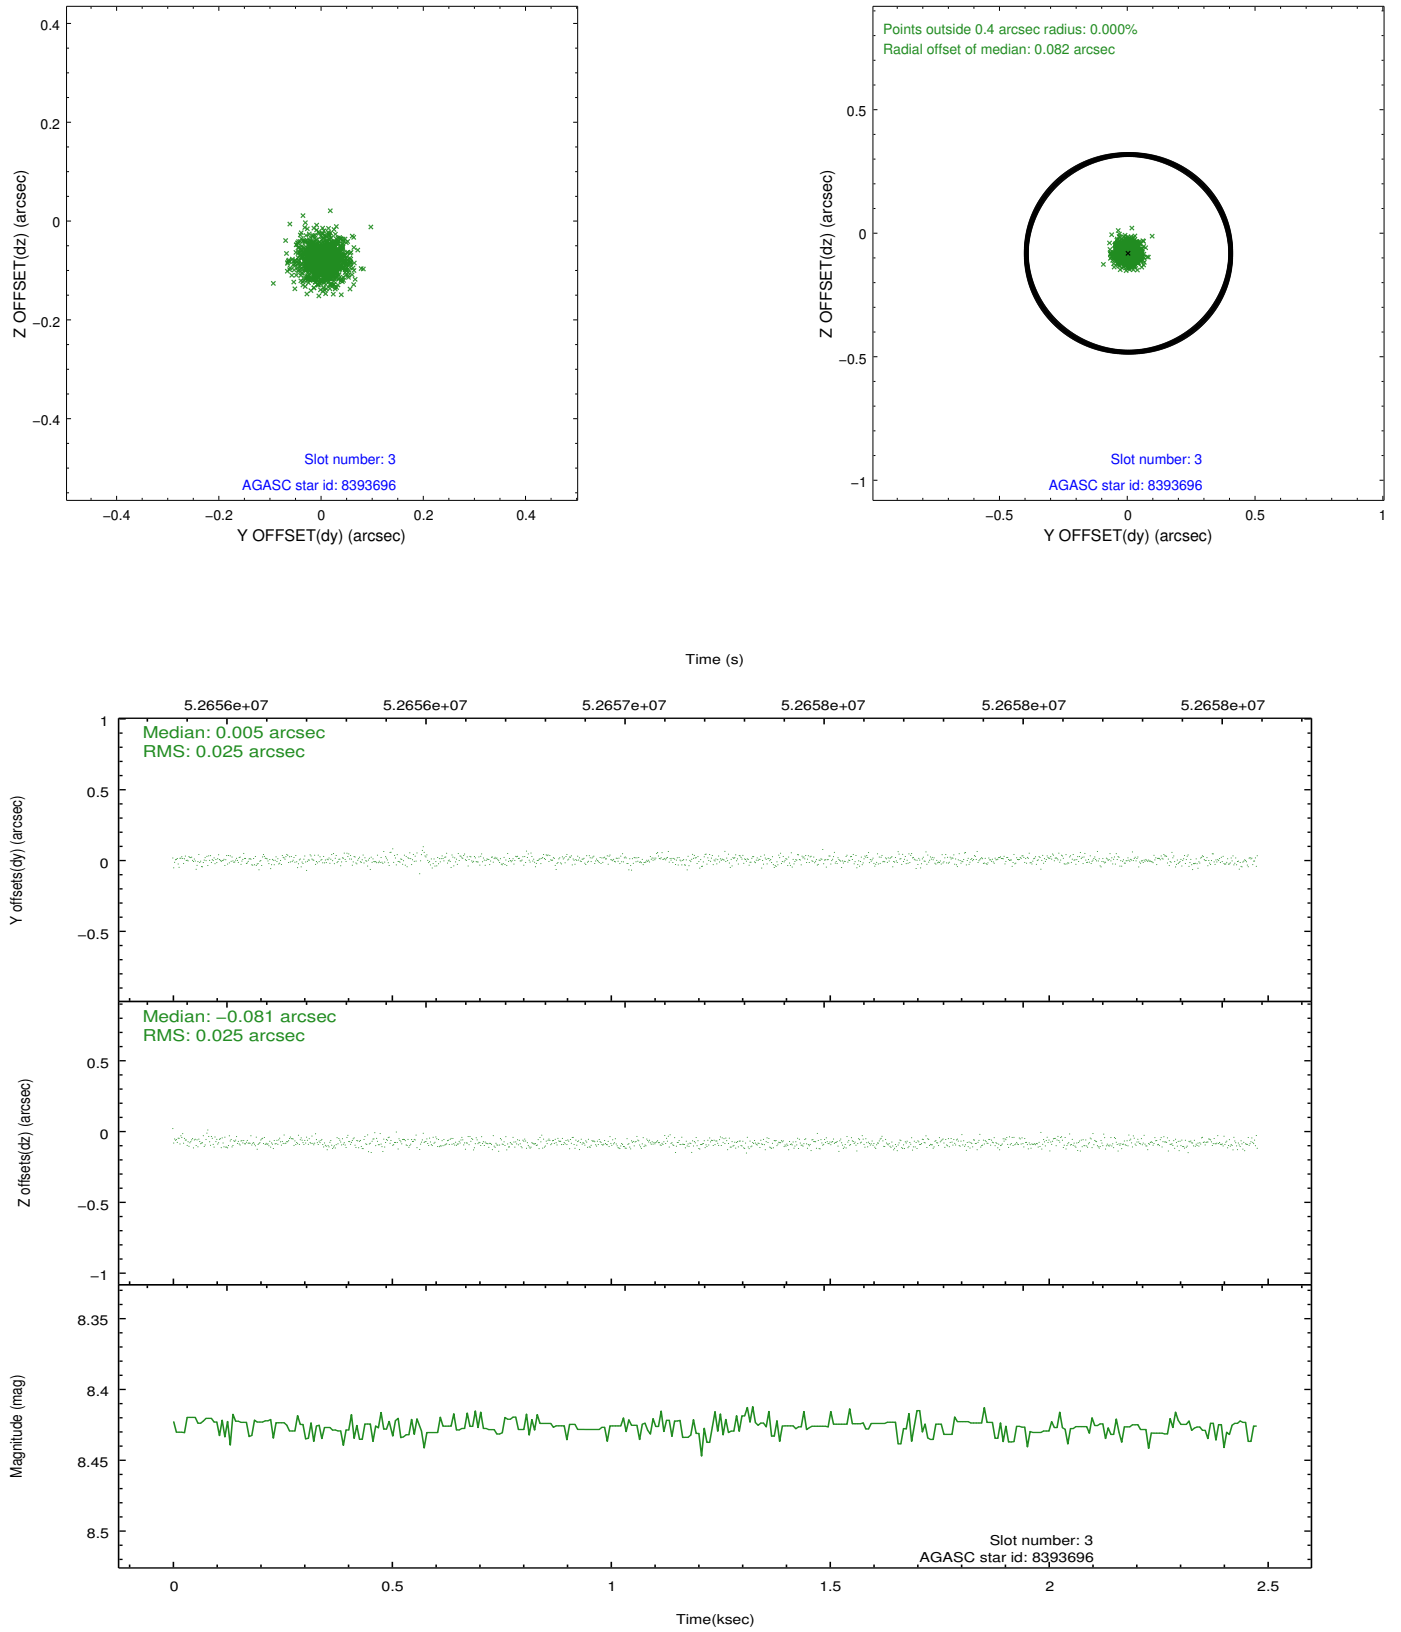 0.4
0.2
0
−0.2
−0.4
Z OFFSET(dz) (arcsec)
Slot number: 3
AGASC star id: 8393696
−0.4 −0.2 0 0.2 0.4
Y OFFSET(dy) (arcsec)
Points outside 0.4 arcsec radius: 0.000%
Radial offset of median: 0.082 arcsec
0.5
0
−0.5
−1
Z OFFSET(dz) (arcsec)
Slot number: 3
AGASC star id: 8393696
−0.5 0 0.5 1
Y OFFSET(dy) (arcsec)
Time (s)
5.2656e+07 5.2656e+07 5.2657e+07 5.2658e+07 5.2658e+07 5.2658e+07
Median: 0.005 arcsec
RMS: 0.025 arcsec
1
0.5
0
−0.5
Y offsets(dy) (arcsec)
Median: −0.081 arcsec
RMS: 0.025 arcsec
0.5
0
−0.5
−1
Z offsets(dz) (arcsec)
8.35
8.4
8.45
8.5
Magnitude (mag)
Slot number: 3
AGASC star id: 8393696
0 0.5 1 1.5 2 2.5
Time(ksec)